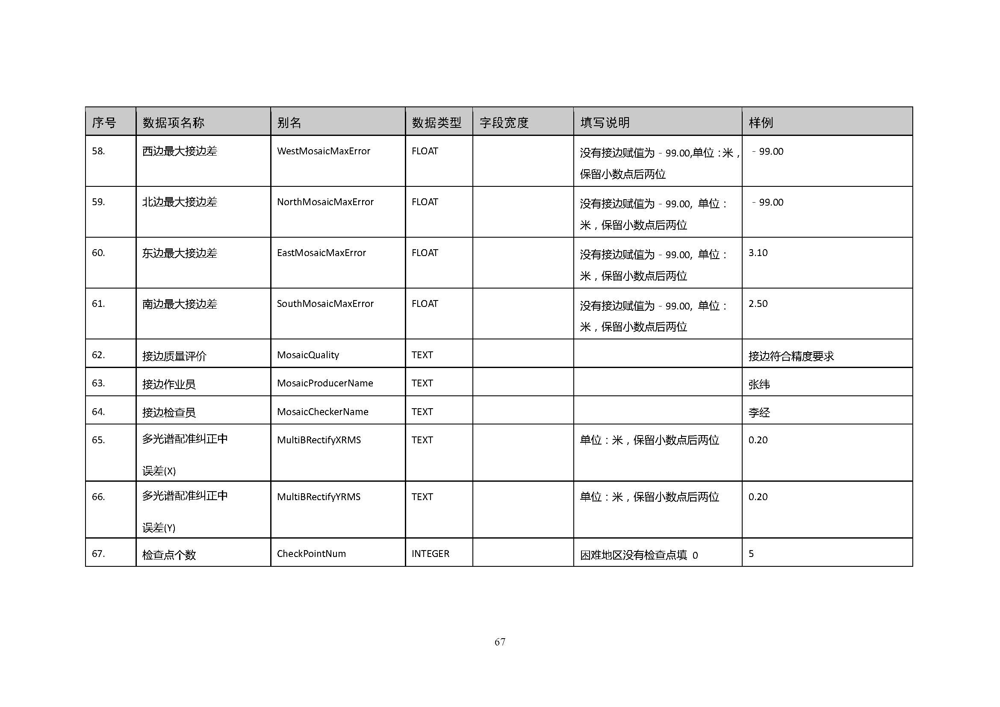 序号 数据项名称 别名 数据类型 字段宽度 填写说明 样例
58. 西边最大接边差 WestMosaicMaxError FLOAT 没有接边赋值为﹣99.00,单位：米， ﹣99.00
保留小数点后两位
59. 北边最大接边差 NorthMosaicMaxError FLOAT 没有接边赋值为﹣99.00, 单位： ﹣99.00
米，保留小数点后两位
60. 东边最大接边差 EastMosaicMaxError FLOAT 没有接边赋值为﹣99.00, 单位： 3.10
米，保留小数点后两位
61. 南边最大接边差 SouthMosaicMaxError FLOAT 没有接边赋值为﹣99.00, 单位： 2.50
米，保留小数点后两位
62. 接边质量评价 MosaicQuality TEXT 接边符合精度要求
63. 接边作业员 MosaicProducerName TEXT 张纬
64. 接边检查员 MosaicCheckerName TEXT 李经
65. 多光谱配准纠正中 MultiBRectifyXRMS TEXT 单位：米，保留小数点后两位 0.20
误差(X)
66. 多光谱配准纠正中 MultiBRectifyYRMS TEXT 单位：米，保留小数点后两位 0.20
误差(Y)
67. 检查点个数 CheckPointNum INTEGER 困难地区没有检查点填 0 5
67